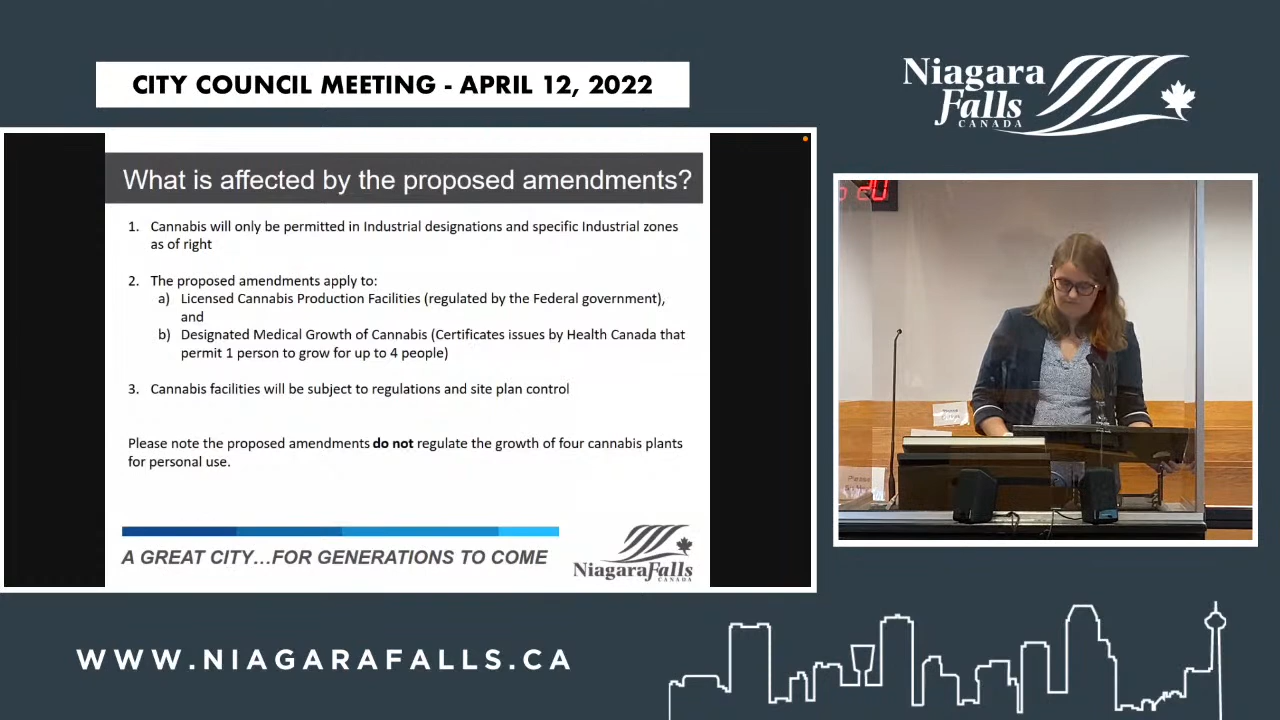 CITY COUNCIL MEETING - APRIL 12, 2022
Niagara
Falls
CANADA
What is affected by the proposed amendments?
1. Cannabis will only be permitted in Industrial designations and specific Industrial zones
as of right
2. The proposed amendments apply to:
a) Licensed Cannabis Production Facilities (regulated by the Federal government),
and
b) Designated Medical Growth of Cannabis (Certificates issues by Health Canada that
permit 1 person to grow for up to 4 people)
3. Cannabis facilities will be subject to regulations and site plan control
Please note the proposed amendments do not regulate the growth of four cannabis plants
for personal use.
A GREAT CITY...FOR GENERATIONS TO COME
NiagaraFalls
CANADA
20
Please
WWW.NIAGARAFALLS.CA